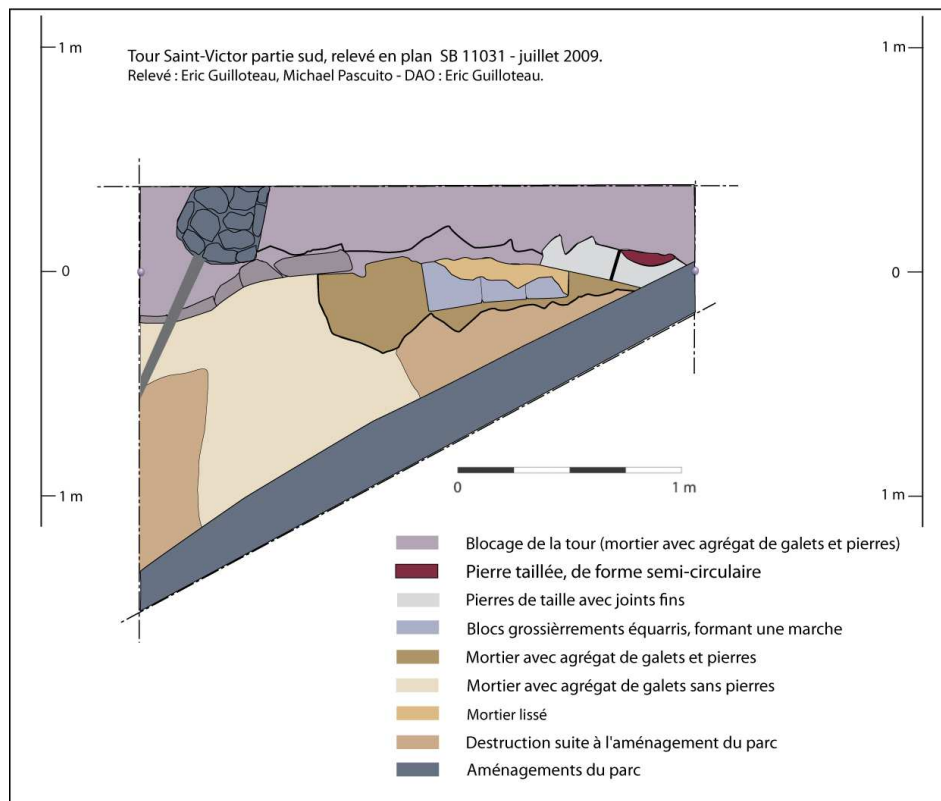 1 m
1 m
Tour Saint-Victor partie sud, relevé en plan SB 11031 - juillet 2009.
Relevé : Eric Guilloteau, Michael Pascuito - DAO : Eric Guilloteau.
0
0
0
1 m
1 m
1 m
Blocage de la tour (mortier avec agrégat de galets et pierres)
Pierre taillée, de forme semi-circulaire
Pierres de taille avec joints fins
Blocs grossièrrements équarris, formant une marche
Mortier avec agrégat de galets et pierres
Mortier avec agrégat de galets sans pierres
Mortier lissé
Destruction suite à l'aménagement du parc
Aménagements du parc